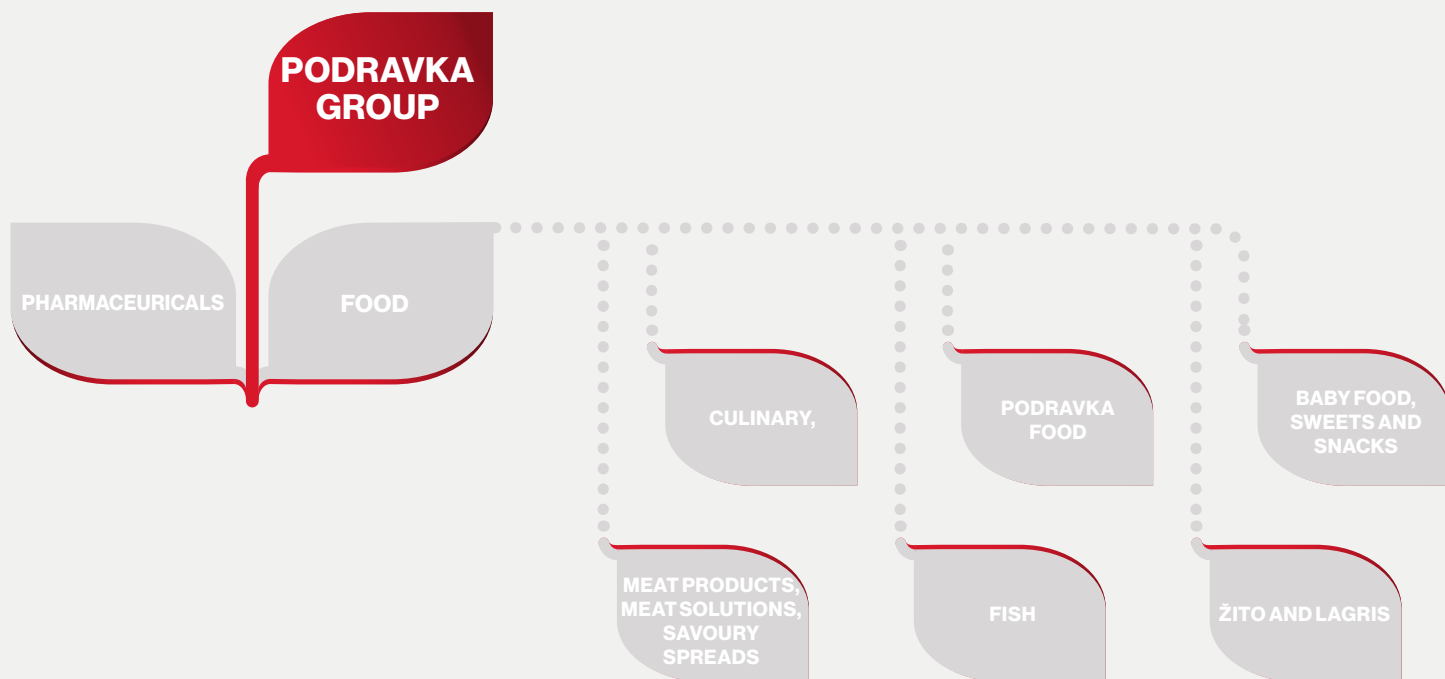 PODRAVKA
GROUP
PHARMACEURICALS
FOOD
CULINARY,
PODRAVKA
FOOD
BABY FOOD,
SWEETS AND
SNACKS
MEAT PRODUCTS,
MEAT SOLUTIONS,
SAVOURY
SPREADS
FISH
ŽITO AND LAGRIS